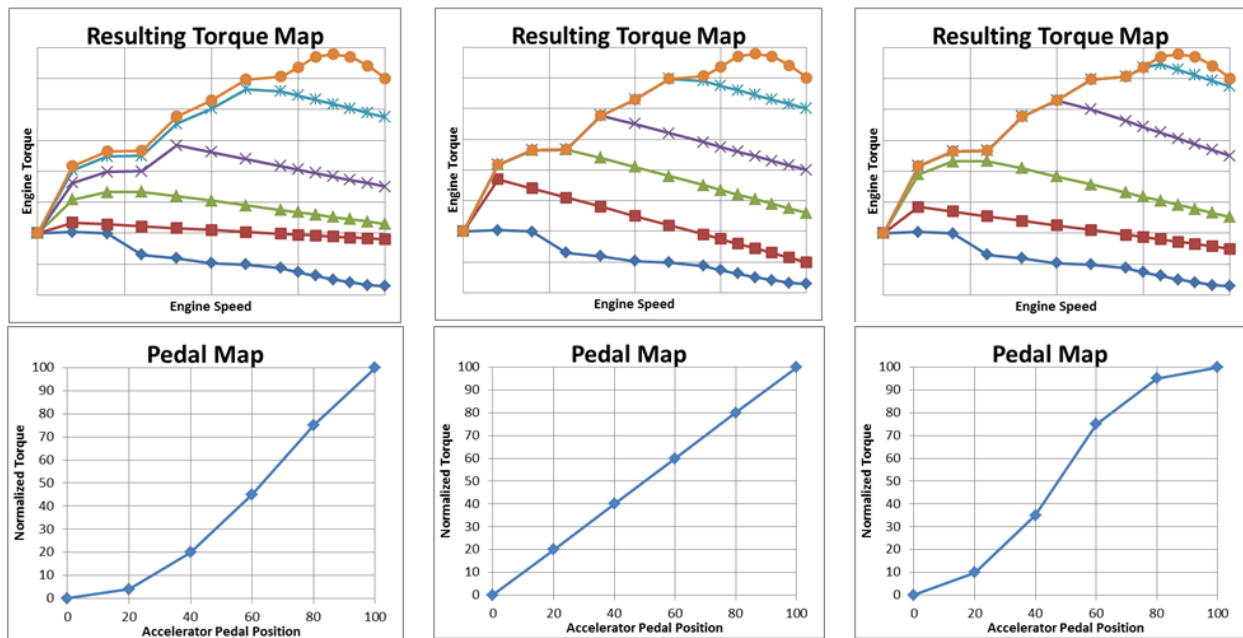 Resulting Torque Map
Engine Torque
Engine Speed
Resulting Torque Map
Engine Torque
Engine Speed
Resulting Torque Map
Engine Torque
Engine Speed
Pedal Map
Normalized Torque
100
90
80
70
60
50
40
30
20
10
0
0 20 40 60 80 100
Accelerator Pedal Position
Pedal Map
Normalized Torque
100
90
80
70
60
50
40
30
20
10
0
0 20 40 60 80 100
Accelerator Pedal Position
Pedal Map
Normalized Torque
100
90
80
70
60
50
40
30
20
10
0
0 20 40 60 80 100
Accelerator Pedal Position